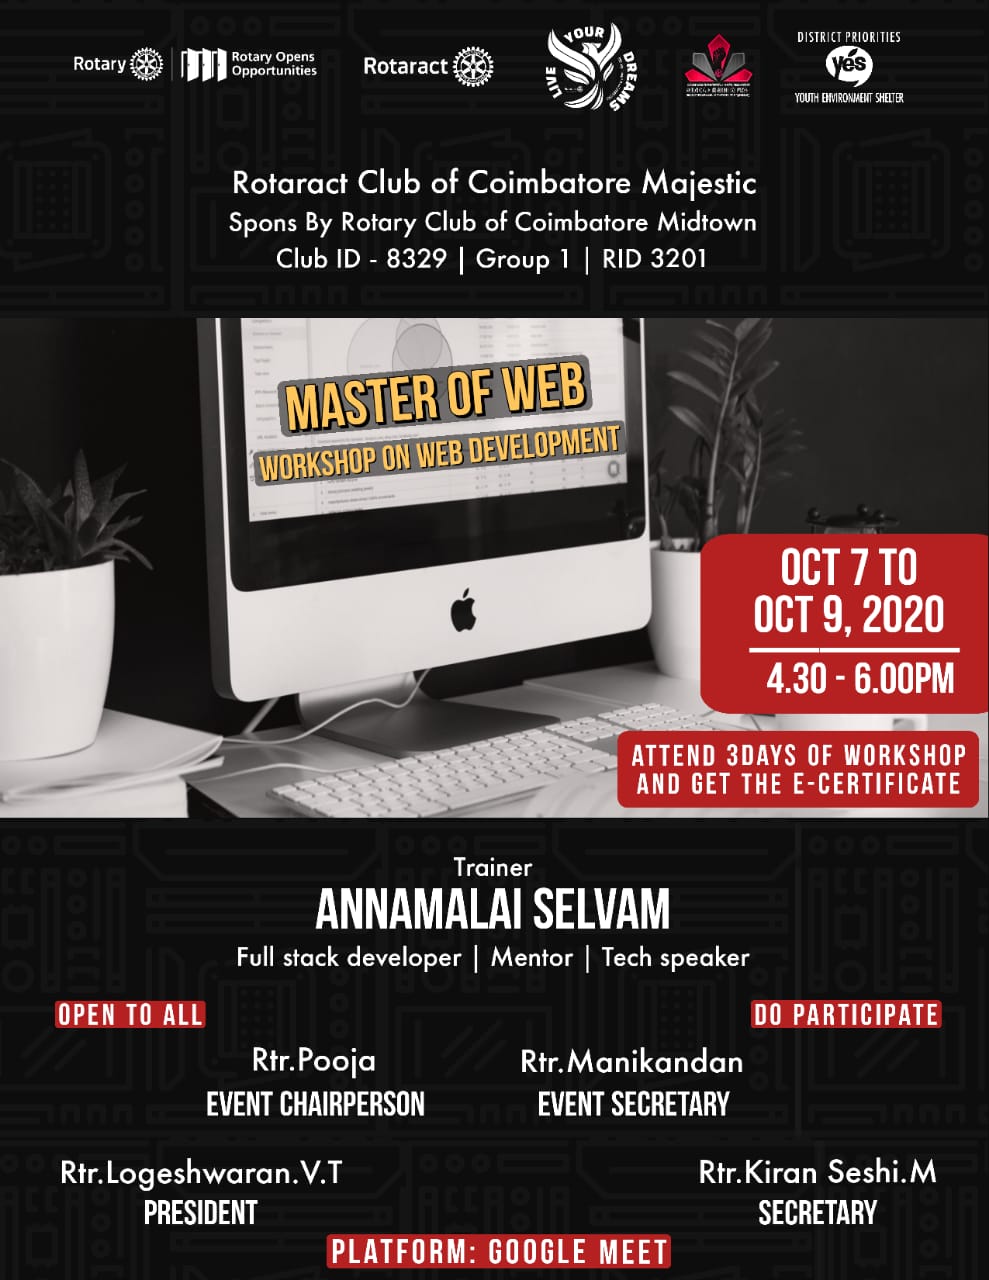 Rotary
Rotary Opens
Opportunities
Rotaract
LIVE YOUR DREAMS
DISTRICT PRIORITIES
yes
YOUTH ENVIRONMENT SHELTER
Rotaract Club of Coimbatore Majestic
Spons By Rotary Club of Coimbatore Midtown
Club ID - 8329 | Group 1 | RID 3201
MASTER OF WEB
WORKSHOP ON WEB DEVELOPMENT
OCT 7 TO
OCT 9, 2020
4.30 - 6.00PM
ATTEND 3DAYS OF WORKSHOP
AND GET THE E-CERTIFICATE
Trainer
ANNAMALAI SELVAM
Full stack developer | Mentor | Tech speaker
OPEN TO ALL
DO PARTICIPATE
Rtr.Pooja
EVENT CHAIRPERSON
Rtr.Manikandan
EVENT SECRETARY
Rtr.Logeshwaran.V.T
PRESIDENT
Rtr.Kiran Seshi.M
SECRETARY
PLATFORM: GOOGLE MEET